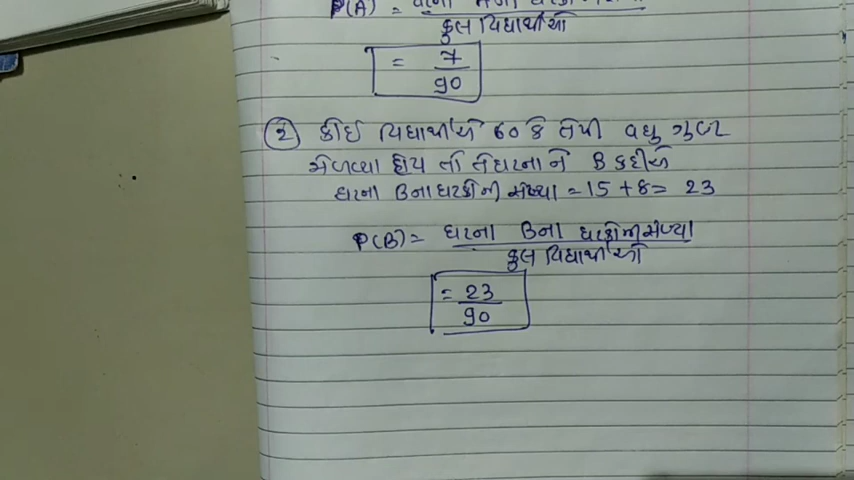 P(A) =
કુલ વિદ્યાર્થીઓ
= 7/90
(2) કોઈ વિદ્યાર્થીએ 60 કે તેથી વધુ ગુણ
મેળવ્યા હોય તો તે ઘટનાને B કહીએ
ઘટના B ના ઘટકોની સંખ્યા = 15 + 8 = 23
P(B) = ઘટના B ના ઘટકોની સંખ્યા
કુલ વિદ્યાર્થીઓ
= 23/90